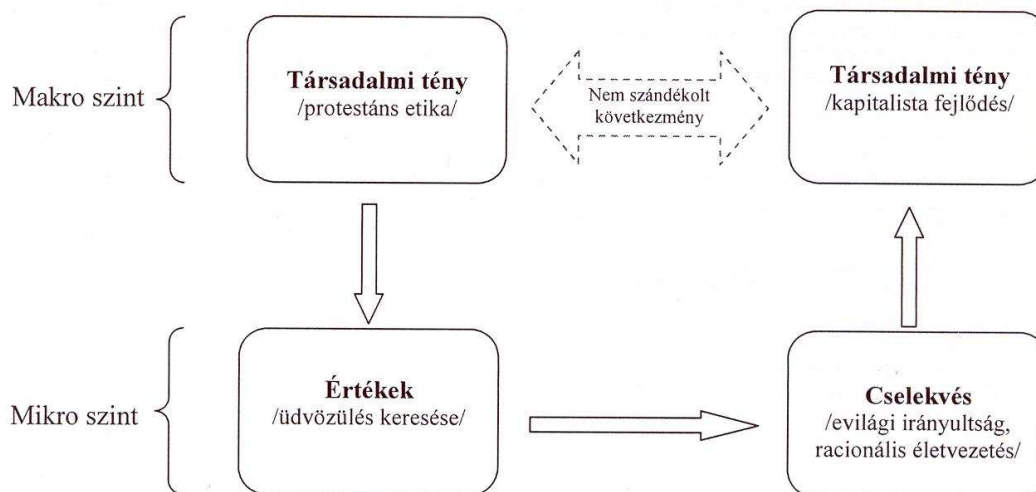 Makro szint
Társadalmi tény
/protestáns etika/
Nem szándékolt
következmény
Társadalmi tény
/kapitalista fejlődés/
Mikro szint
Értékek
/üdvözülés keresése/
Cselekvés
/evilági irányultság,
racionális életvezetés/